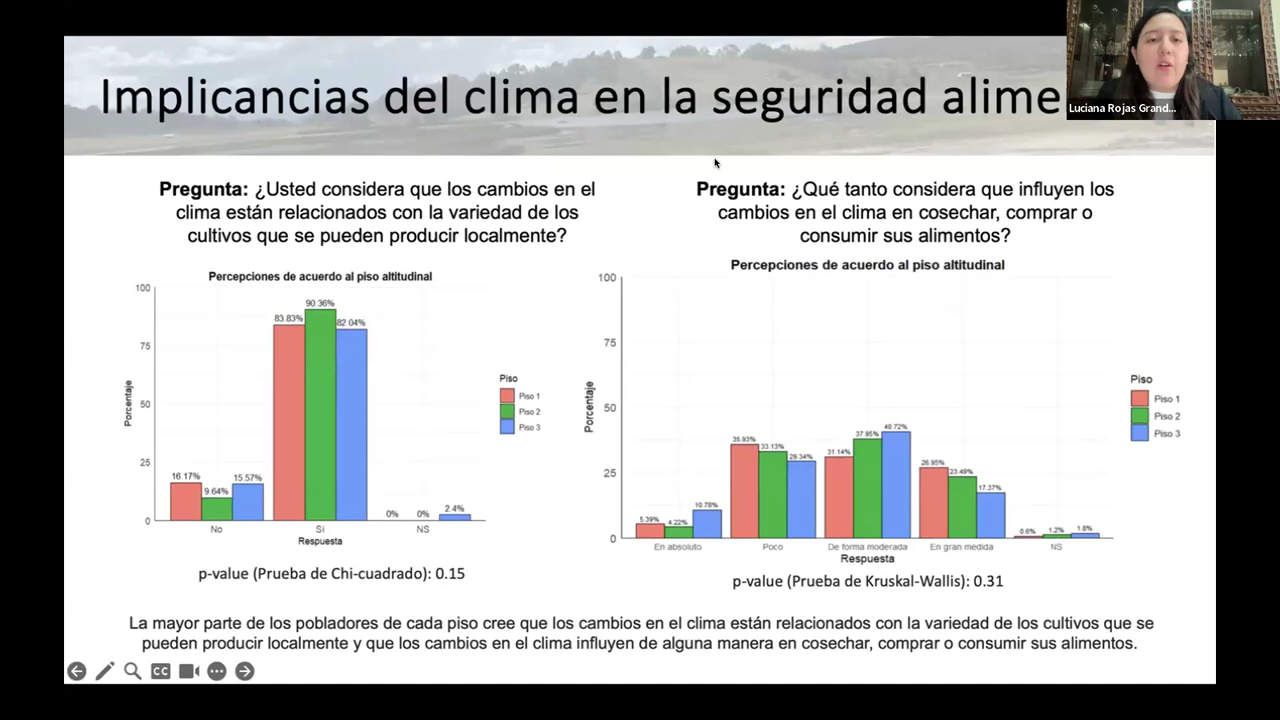 Implicancias del clima en la seguridad alime
Luciana Rojas Grand...
Pregunta: ¿Usted considera que los cambios en el
clima están relacionados con la variedad de los
cultivos que se pueden producir localmente?
Percepciones de acuerdo al piso altitudinal
100
75
50
25
0
Porcentaje
16.17%
9.64%
15.57%
83.83%
90.36%
82.04%
0%
0%
2.4%
No
Sí
NS
Respuesta
Piso
Piso 1
Piso 2
Piso 3
p-value (Prueba de Chi-cuadrado): 0.15
Pregunta: ¿Qué tanto considera que influyen los
cambios en el clima en cosechar, comprar o
consumir sus alimentos?
Percepciones de acuerdo al piso altitudinal
100
75
50
25
0
Porcentaje
5.39%
4.22%
10.78%
35.93%
33.13%
29.34%
31.14%
37.95%
40.72%
26.95%
23.49%
17.37%
0.6%
1.2%
1.8%
En absoluto
Poco
De forma moderada
En gran medida
NS
Respuesta
Piso
Piso 1
Piso 2
Piso 3
p-value (Prueba de Kruskal-Wallis): 0.31
La mayor parte de los pobladores de cada piso cree que los cambios en el clima están relacionados con la variedad de los cultivos que se
pueden producir localmente y que los cambios en el clima influyen de alguna manera en cosechar, comprar o consumir sus alimentos.
CC